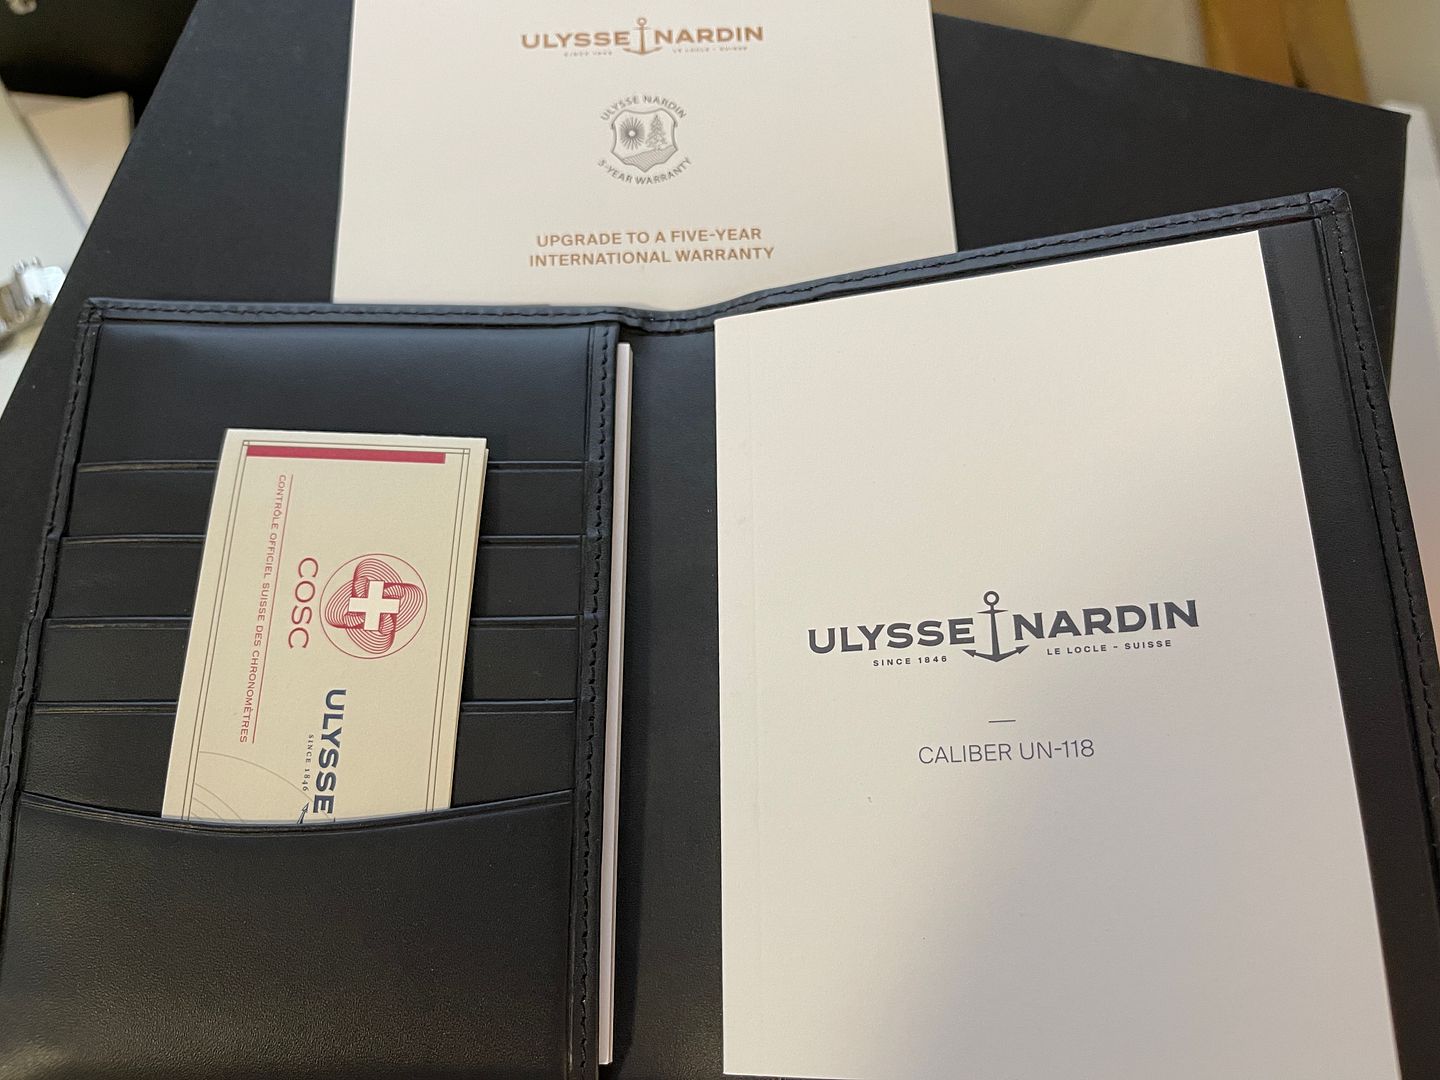 ULYSSE NARDIN
SINCE 1846 LE LOCLE - SUISSE
ULYSSE NARDIN
5-YEAR WARRANTY
UPGRADE TO A FIVE-YEAR
INTERNATIONAL WARRANTY
CONTRÔLE OFFICIEL SUISSE DES CHRONOMÈTRES
COSC
ULYSSE
SINCE 1846
ULYSSE NARDIN
SINCE 1846 LE LOCLE - SUISSE
CALIBER UN-118